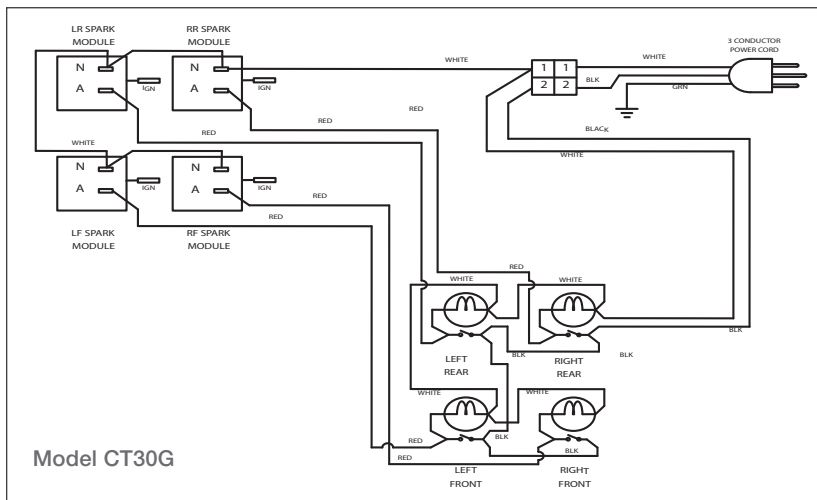 LR SPARK
MODULE
RR SPARK
MODULE
3 CONDUCTOR
POWER CORD
N
A
IGN
N
A
IGN
WHITE
1 1
2 2
WHITE
BLK
GRN
RED
RED
RED
BLACK
WHITE
WHITE
N
A
IGN
N
A
IGN
RED
RED
LF SPARK
MODULE
RF SPARK
MODULE
RED
WHITE
WHITE
BLK
LEFT
REAR
BLK
RIGHT
REAR
BLK
WHITE
WHITE
RED
BLK
RED
LEFT
FRONT
RIGHT
FRONT
Model CT30G